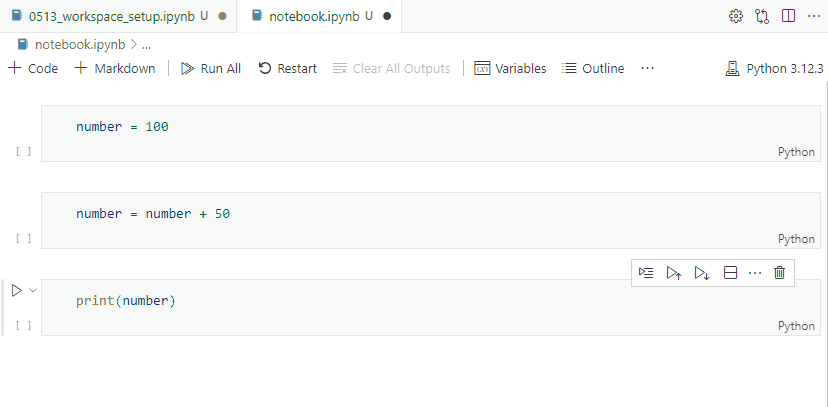 0513_workspace_setup.ipynb U notebook.ipynb U
notebook.ipynb > ...
+ Code + Markdown Run All Restart Clear All Outputs Variables Outline ... Python 3.12.3
number = 100
[ ] Python
number = number + 50
[ ] Python
print(number)
[ ] Python